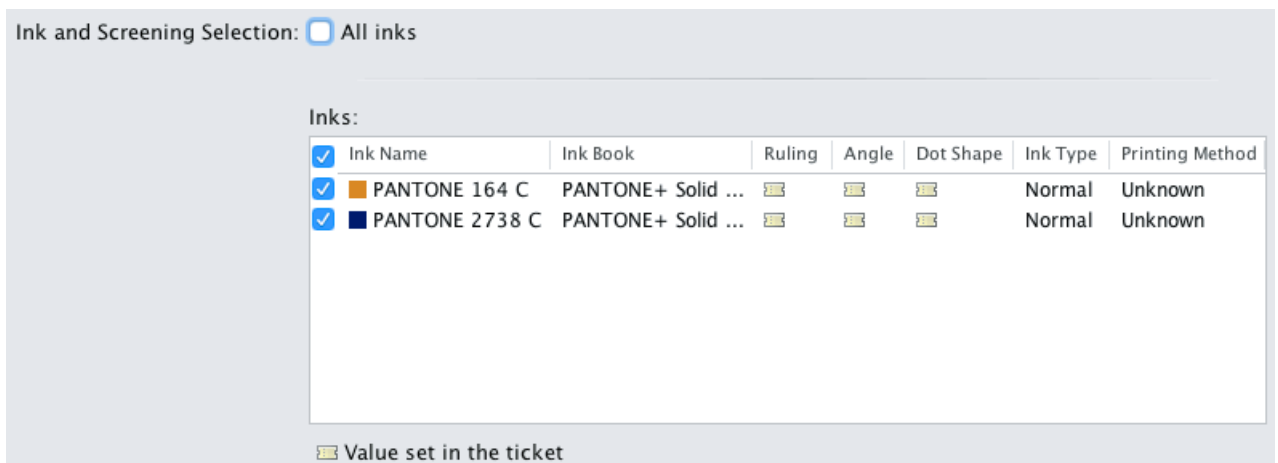 Ink and Screening Selection: All inks
Inks:
Ink Name Ink Book Ruling Angle Dot Shape Ink Type Printing Method
PANTONE 164 C PANTONE+ Solid ... Normal Unknown
PANTONE 2738 C PANTONE+ Solid ... Normal Unknown
Value set in the ticket